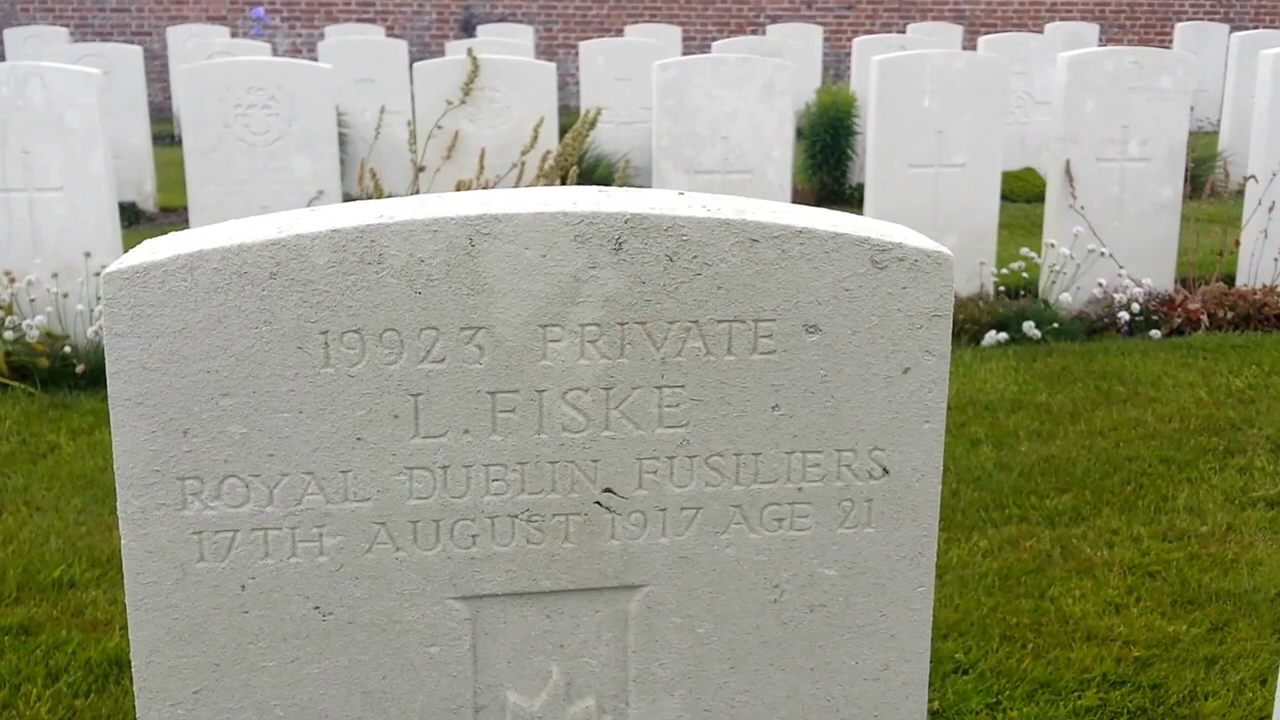 19923 PRIVATE
L. FISKE
ROYAL DUBLIN FUSILIERS
17TH AUGUST 1917 AGE 21